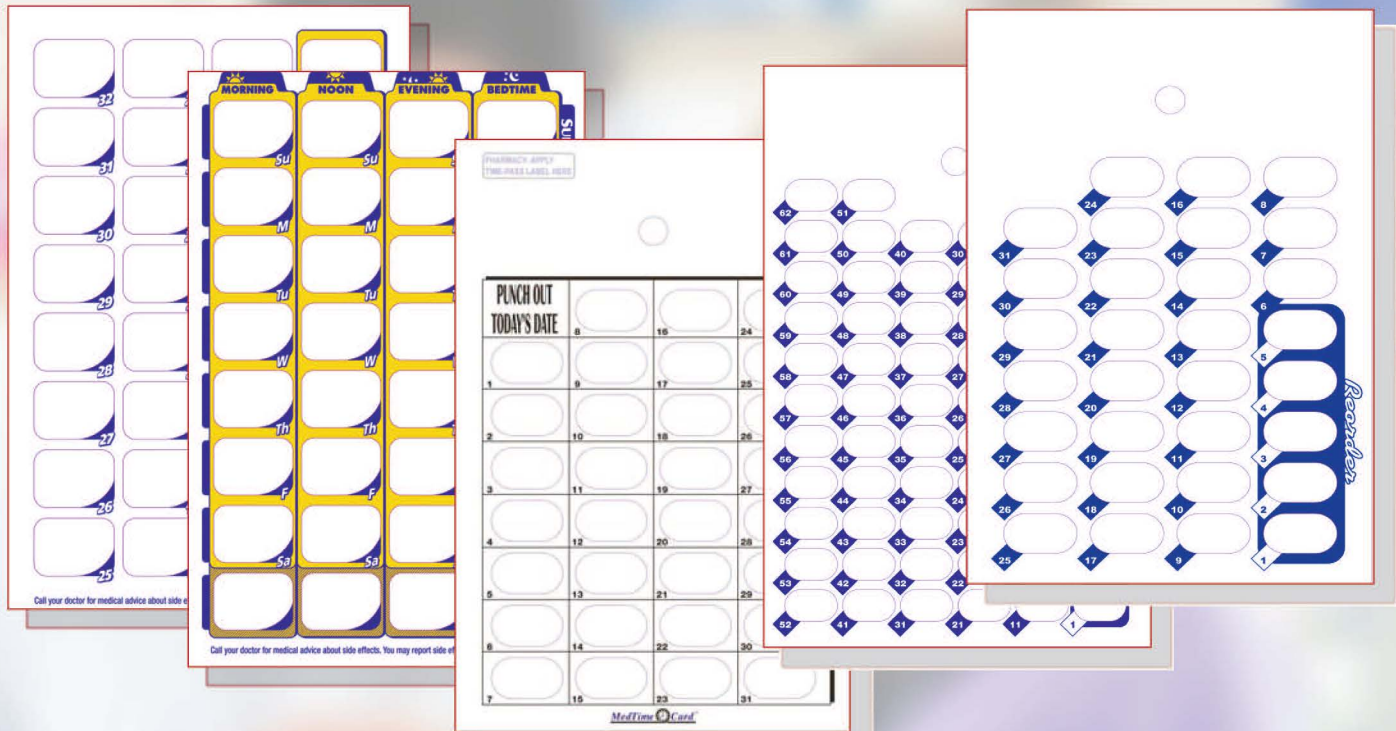 32
31
30
29
28
27
26
25
Call your doctor for medical advice about side
MORNING NOON EVENING BEDTIME
Su Su
M M
Tu Tu
W W
Th Th
F F
Sa Sa
Call your doctor for medical advice about side effects. You may report side
PHARMACY APPLY
TIME-PASS LABEL HERE
PUNCH OUT
TODAY'S DATE 8 16 24
1 9 17 25
2 10 18 26
3 11 19 27
4 12 20 28
5 13 21 29
6 14 22 30
7 15 23 31
MedTime Card
62 51
61 50 40 30
60 49 39 29
59 48 38 28
58 47 37 27
57 46 36 26
56 45 35 25
55 44 34 24
54 43 33 23
53 42 32 22
52 41 31 21 11 1
24 16 8
31 23 15 7
30 22 14 6
29 21 13 5
28 20 12 4
27 19 11 3
26 18 10 2
25 17 9 1
Reorder